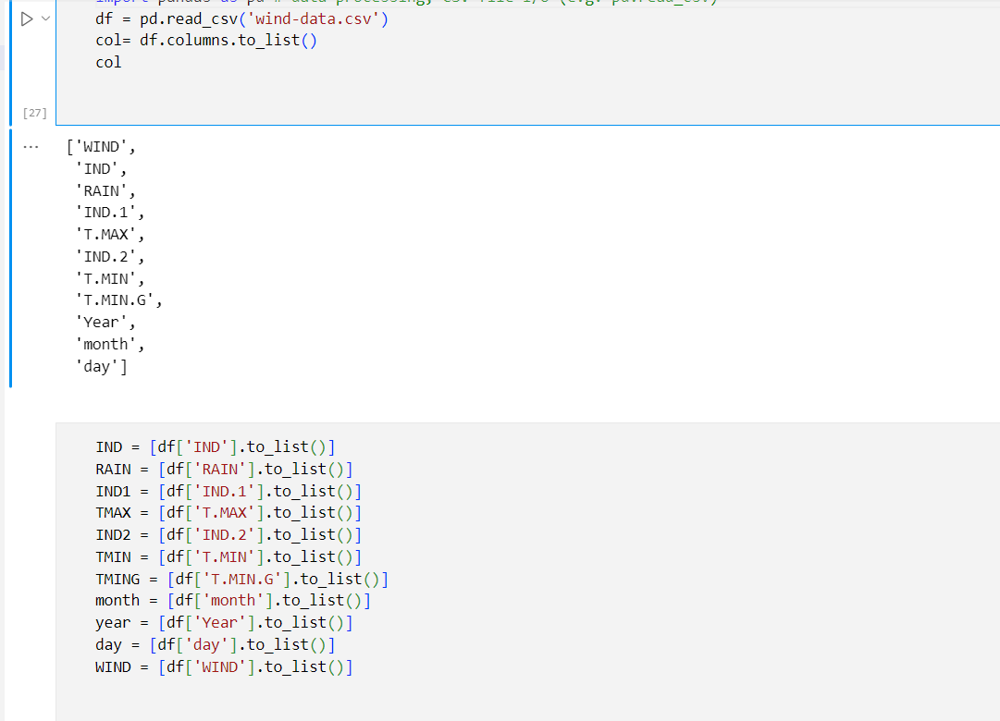 import pandas as pd # data processing, CSV file I/O (e.g. pd.read_csv)
df = pd.read_csv('wind-data.csv')
col= df.columns.to_list()
col
[27]
... ['WIND',
'IND',
'RAIN',
'IND.1',
'T.MAX',
'IND.2',
'T.MIN',
'T.MIN.G',
'Year',
'month',
'day']
IND = [df['IND'].to_list()]
RAIN = [df['RAIN'].to_list()]
IND1 = [df['IND.1'].to_list()]
TMAX = [df['T.MAX'].to_list()]
IND2 = [df['IND.2'].to_list()]
TMIN = [df['T.MIN'].to_list()]
TMING = [df['T.MIN.G'].to_list()]
month = [df['month'].to_list()]
year = [df['Year'].to_list()]
day = [df['day'].to_list()]
WIND = [df['WIND'].to_list()]